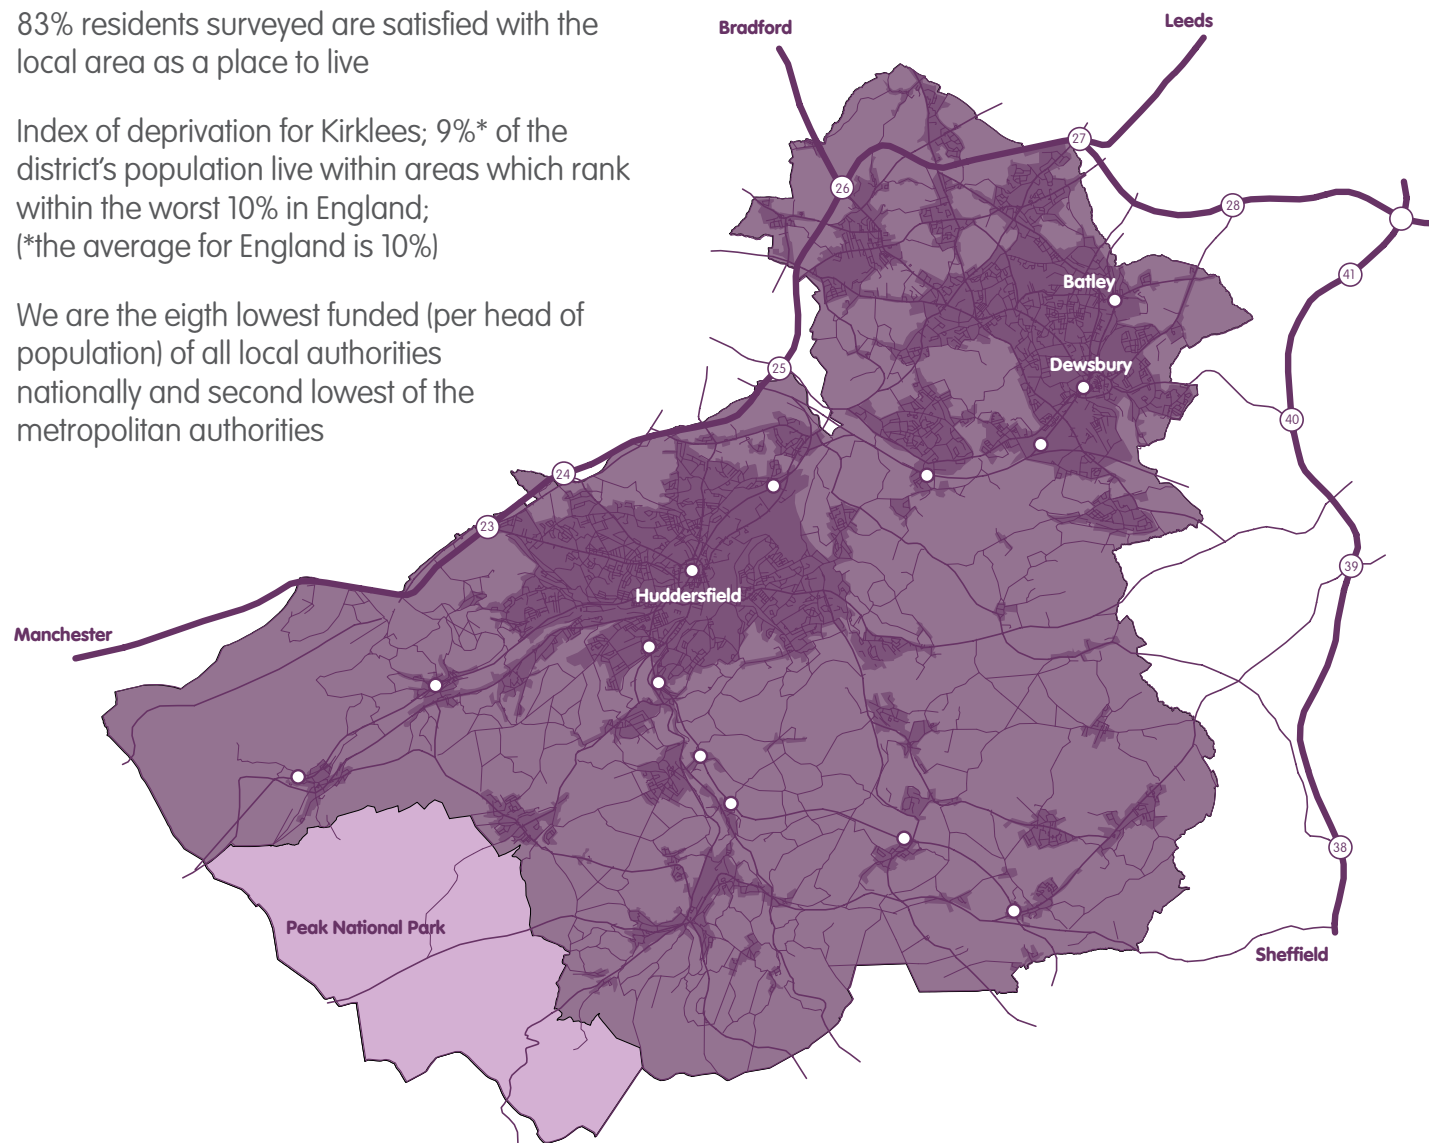 83% residents surveyed are satisfied with the
local area as a place to live
Index of deprivation for Kirklees; 9%* of the
district's population live within areas which rank
within the worst 10% in England;
(*the average for England is 10%)
We are the eigth lowest funded (per head of
population) of all local authorities
nationally and second lowest of the
metropolitan authorities
Bradford
Leeds
27
26
28
41
Batley
Dewsbury
25
40
24
23
39
Huddersfield
Manchester
38
Peak National Park
Sheffield